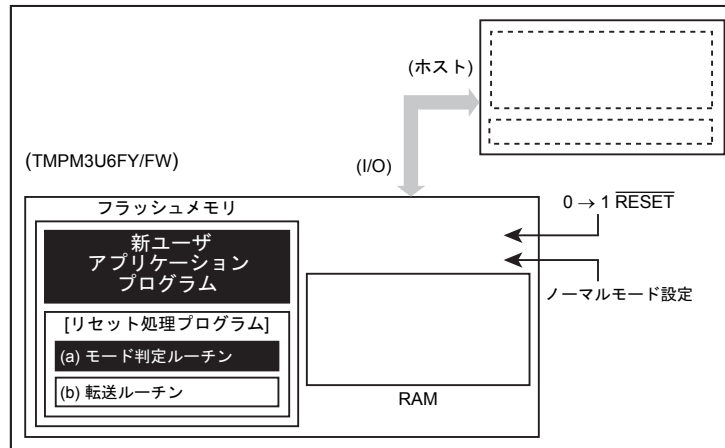 (ホスト)
(TMPM3U6FY/FW)
(I/O)
フラッシュメモリ
0 → 1 RESET
新ユーザ
アプリケーション
プログラム
ノーマルモード設定
[リセット処理プログラム]
(a) モード判定ルーチン
(b) 転送ルーチン
RAM